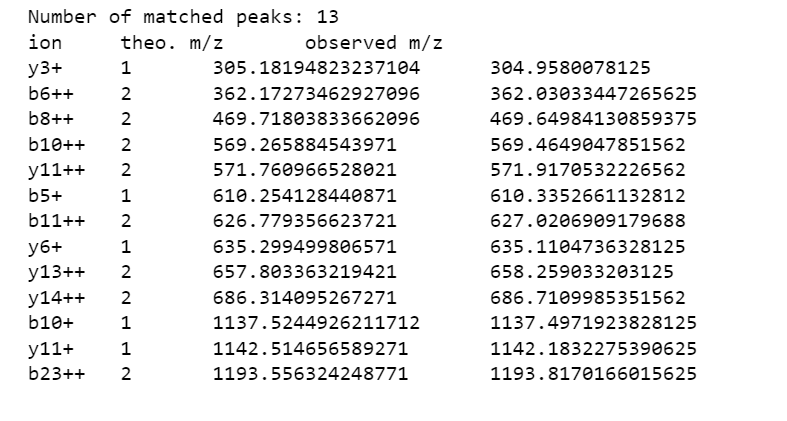 Number of matched peaks: 13
ion theo. m/z observed m/z
y3+ 1 305.18194823237104 304.9580078125
b6++ 2 362.17273462927096 362.03033447265625
b8++ 2 469.71803833662096 469.64984130859375
b10++ 2 569.265884543971 569.4649047851562
y11++ 2 571.760966528021 571.9170532226562
b5+ 1 610.254128440871 610.3352661132812
b11++ 2 626.779356623721 627.0206909179688
y6+ 1 635.299499806571 635.1104736328125
y13++ 2 657.803363219421 658.259033203125
y14++ 2 686.314095267271 686.7109985351562
b10+ 1 1137.5244926211712 1137.4971923828125
y11+ 1 1142.514656589271 1142.1832275390625
b23++ 2 1193.556324248771 1193.8170166015625